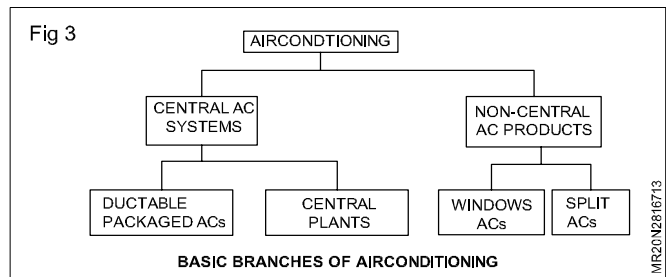 Fig 3
AIRCONDTIONING
CENTRAL AC
SYSTEMS
NON-CENTRAL
AC PRODUCTS
DUCTABLE
PACKAGED ACs
CENTRAL
PLANTS
WINDOWS
ACs
SPLIT
ACs
BASIC BRANCHES OF AIRCONDITIONING
MR20N2816713